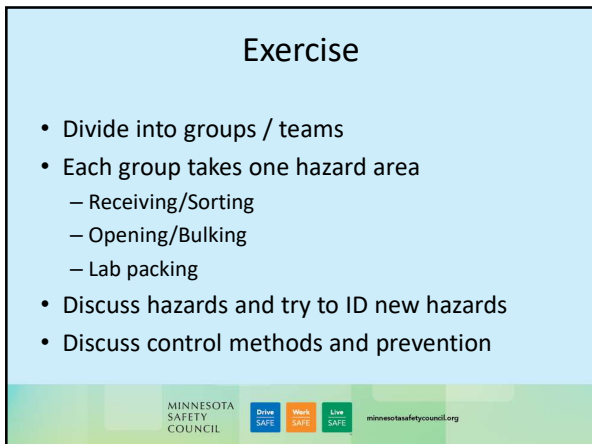 Exercise
• Divide into groups / teams
• Each group takes one hazard area
– Receiving/Sorting
– Opening/Bulking
– Lab packing
• Discuss hazards and try to ID new hazards
• Discuss control methods and prevention
MINNESOTA
SAFETY
COUNCIL
Drive
SAFE
Work
SAFE
Live
SAFE
minnesotasafetycouncil.org